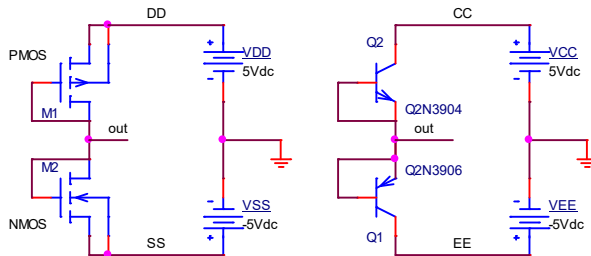 DD
PMOS
M1
VDD
5Vdc
out
M2
NMOS
VSS
-5Vdc
SS
CC
Q2
Q2N3904
VCC
5Vdc
out
Q2N3906
Q1
VEE
-5Vdc
EE